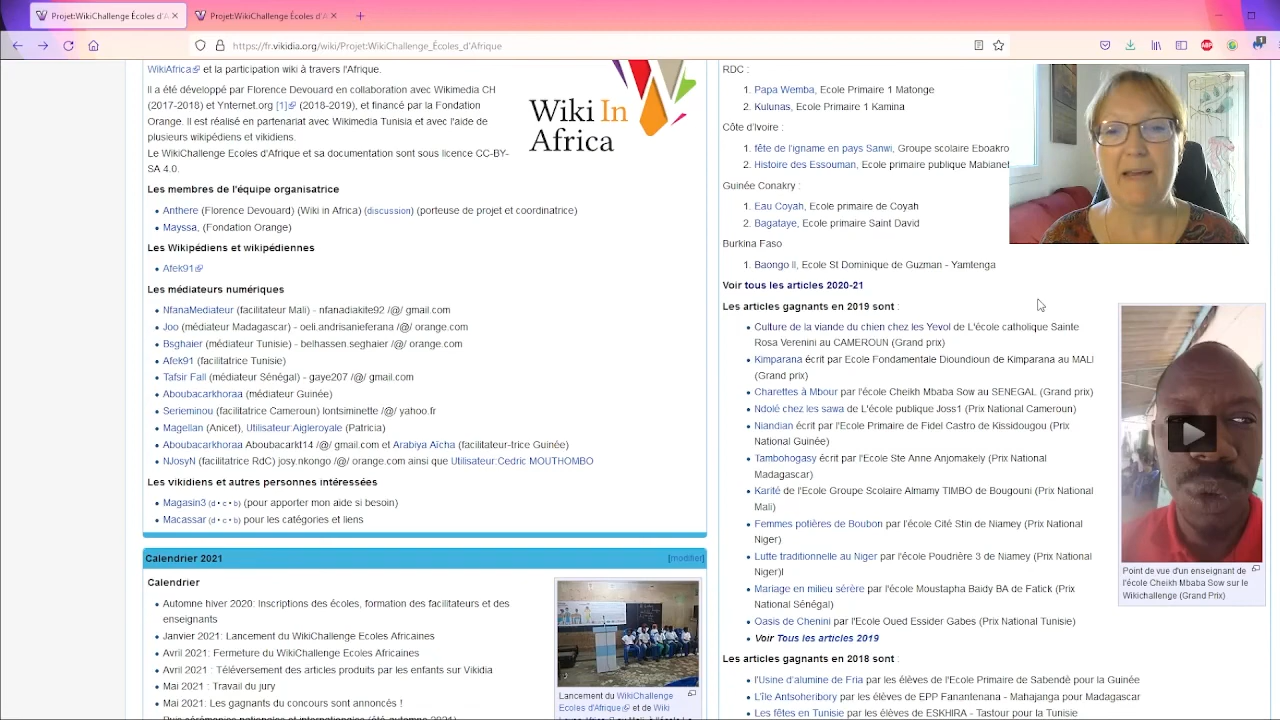 Projet:WikiChallenge Écoles d'A
Projet:WikiChallenge Écoles d'A
https://fr.vikidia.org/wiki/Projet:WikiChallenge_Écoles_d'Afrique
WikiAfrica et la participation wiki à travers l'Afrique.
Il a été développé par Florence Devouard en collaboration avec Wikimedia CH
(2017-2018) et Ynternet.org [1] (2018-2019), et financé par la Fondation
Orange. Il est réalisé en partenariat avec Wikimedia Tunisia et avec l'aide de
plusieurs wikipédiens et vikidiens.
Le WikiChallenge Ecoles d'Afrique et sa documentation sont sous licence CC-BY-
SA 4.0.
Wiki In
Africa
Les membres de l'équipe organisatrice
Anthere (Florence Devouard) (Wiki in Africa) (discussion) (porteuse de projet et coordinatrice)
Mayssa, (Fondation Orange)
Les Wikipédiens et wikipédiennes
Afek91
Les médiateurs numériques
NfanaMediateur (facilitateur Mali) - nfanadiakite92 /@/ gmail.com
Joo (médiateur Madagascar) - oeli.andrisanieferana /@/ orange.com
Bsghaier (médiateur Tunisie) - belhassen.seghaier /@/ orange.com
Afek91 (facilitatrice Tunisie)
Tafsir Fall (médiateur Sénégal) - gaye207 /@/ gmail.com
Aboubacarkhoraa (médiateur Guinée)
Serieminou (facilitatrice Cameroun) lontsiminette /@/ yahoo.fr
Magellan (Anicet), Utilisateur:Aigleroyale (Patricia)
Aboubacarkhoraa Aboubacarkt14 /@/ gmail.com et Arabiya Aïcha (facilitateur-trice Guinée)
NJosyN (facilitatrice RdC) josy.nkongo /@/ orange.com ainsi que Utilisateur:Cedric MOUTHOMBO
Les vikidiens et autres personnes intéressées
Magasin3 (d • c • b) (pour apporter mon aide si besoin)
Macassar (d • c • b) pour les catégories et liens
Calendrier 2021
[modifier]
Calendrier
Automne hiver 2020: Inscriptions des écoles, formation des facilitateurs et des
enseignants
Janvier 2021: Lancement du WikiChallenge Ecoles Africaines
Avril 2021: Fermeture du WikiChallenge Ecoles Africaines
Avril 2021 : Téléversement des articles produits par les enfants sur Vikidia
Mai 2021 : Travail du jury
Mai 2021: Les gagnants du concours sont annoncés !
Lancement du WikiChallenge
Ecoles d'Afrique et de Wiki
RDC :
1. Papa Wemba, Ecole Primaire 1 Matonge
2. Kulunas, Ecole Primaire 1 Kamina
Côte d'Ivoire :
1. fête de l'igname en pays Sanwi, Groupe scolaire Eboakro
2. Histoire des Essouman, Ecole primaire publique Mabianet
Guinée Conakry :
1. Eau Coyah, Ecole primaire de Coyah
2. Bagataye, Ecole primaire Saint David
Burkina Faso
1. Baongo II, Ecole St Dominique de Guzman - Yamtenga
Voir tous les articles 2020-21
Les articles gagnants en 2019 sont :
Culture de la viande du chien chez les Yevol de L'école catholique Sainte
Rosa Verenini au CAMEROUN (Grand prix)
Kimparana écrit par Ecole Fondamentale Dioundioun de Kimparana au MALI
(Grand prix)
Charettes à Mbour par l'école Cheikh Mbaba Sow au SENEGAL (Grand prix)
Ndolé chez les sawa de L'école publique Joss1 (Prix National Cameroun)
Niandian écrit par Ecole Primaire de Fidel Castro de Kissidougou (Prix
National Guinée)
Tambohogasy écrit par l'Ecole Ste Anne Anjomakely (Prix National
Madagascar)
Karité de l'Ecole Groupe Scolaire Almamy TIMBO de Bougouni (Prix National
Mali)
Femmes potières de Boubon par l'école Cité Stin de Niamey (Prix National
Niger)
Lutte traditionnelle au Niger par l'école Poudrière 3 de Niamey (Prix National
Niger)l
Mariage en milieu sérère par l'école Moustapha Baidy BA de Fatick (Prix
National Sénégal)
Oasis de Chenini par l'Ecole Oued Essider Gabes (Prix National Tunisie)
Voir Tous les articles 2019
Point de vue d'un enseignant de
l'école Cheikh Mbaba Sow sur le
Wikichallenge (Grand Prix)
Les articles gagnants en 2018 sont :
l'Usine d'alumine de Fria par les élèves de l'Ecole Primaire de Sabendè pour la Guinée
L'île Antsoheribory par les élèves de EPP Fanantenana - Mahajanga pour Madagascar
Les fêtes en Tunisie par les élèves de ESKHIRA - Tastour pour la Tunisie